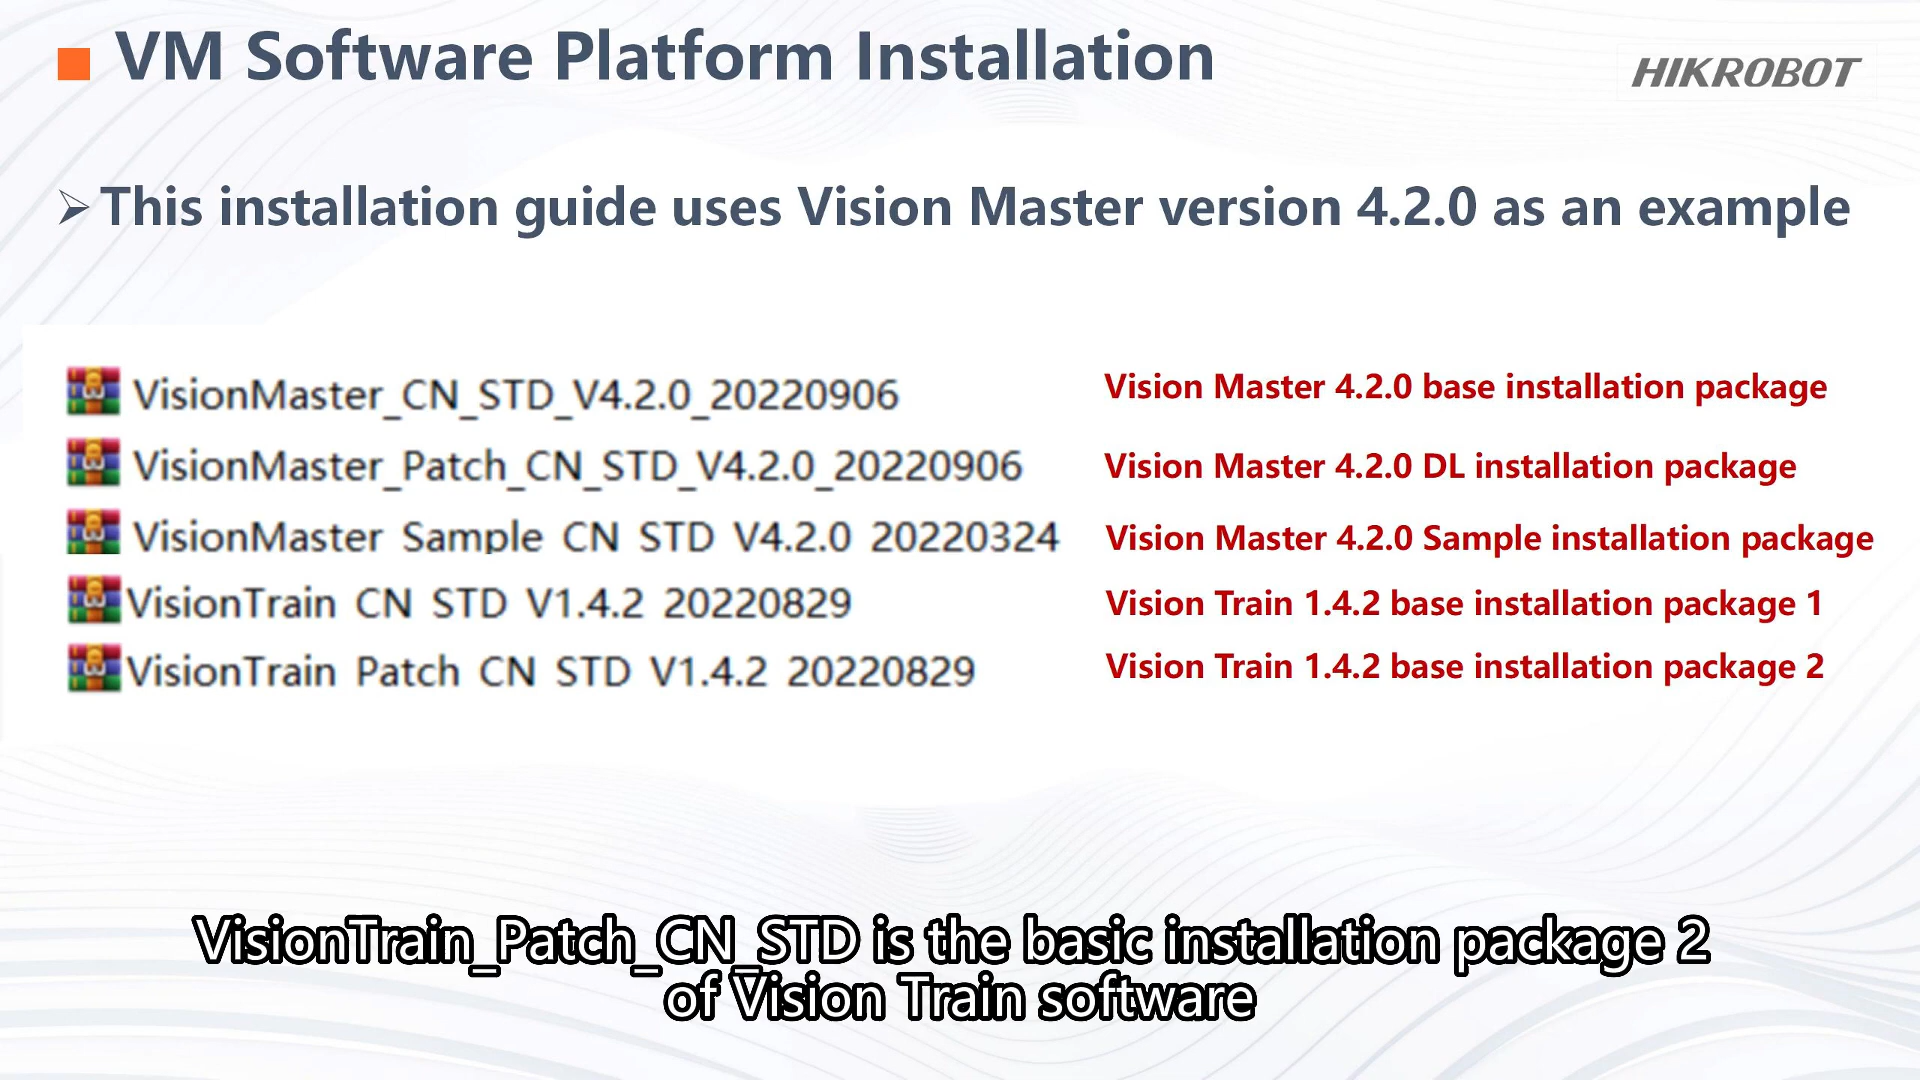 VM Software Platform Installation
HIKROBOT
This installation guide uses Vision Master version 4.2.0 as an example
VisionMaster_CN_STD_V4.2.0_20220906
Vision Master 4.2.0 base installation package
VisionMaster_Patch_CN_STD_V4.2.0_20220906
Vision Master 4.2.0 DL installation package
VisionMaster Sample CN STD V4.2.0 20220324
Vision Master 4.2.0 Sample installation package
VisionTrain CN STD V1.4.2 20220829
Vision Train 1.4.2 base installation package 1
VisionTrain Patch CN STD V1.4.2 20220829
Vision Train 1.4.2 base installation package 2
VisionTrain_Patch_CN_STD is the basic installation package 2
of Vision Train software